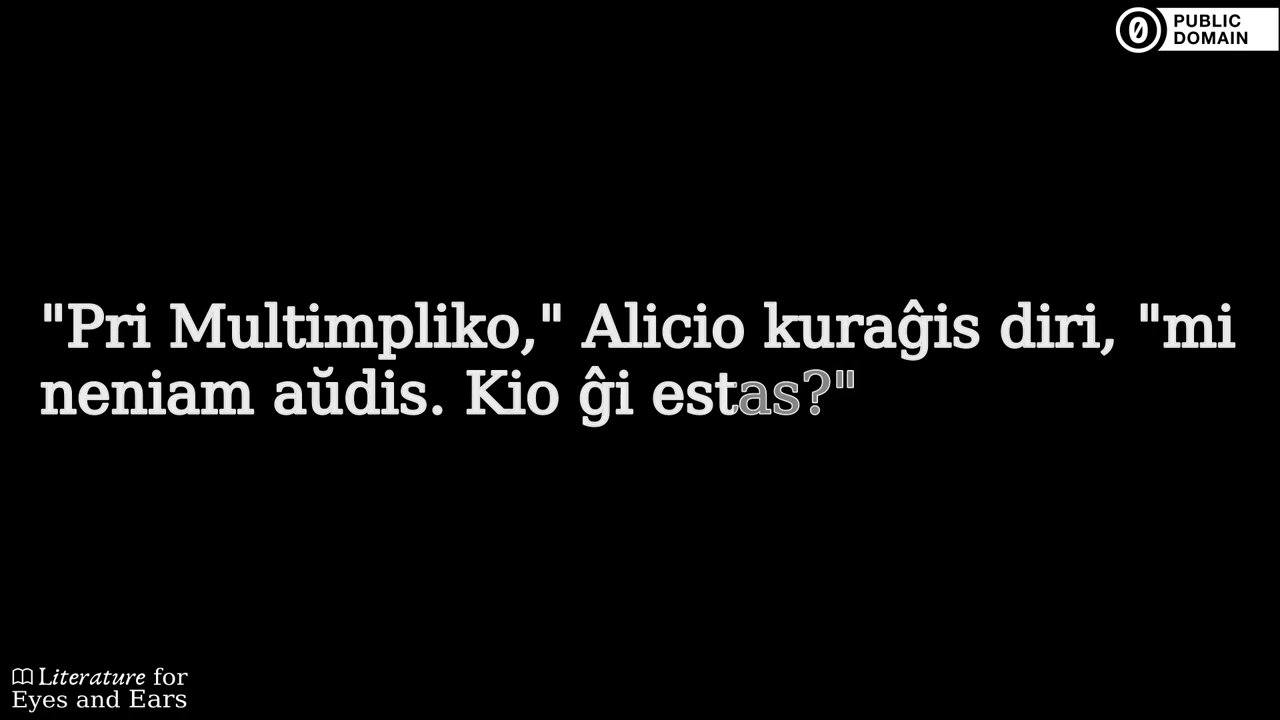 PUBLIC
DOMAIN
"Pri Multimpliko," Alicio kuraĝis diri, "mi
neniam aŭdis. Kio ĝi estas?"
Literature for
Eyes and Ears